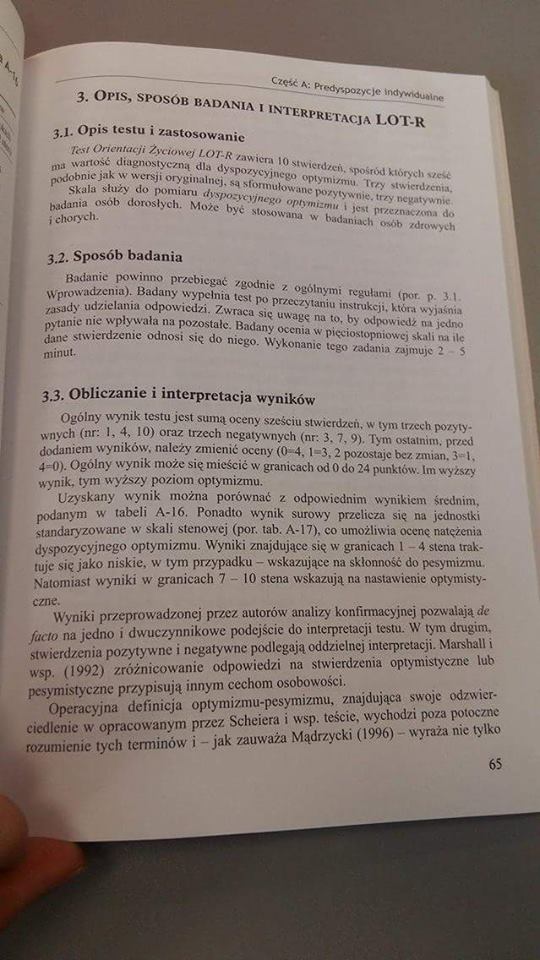 Część A: Predyspozycje indywidualne
3. OPIS, SPOSÓB BADANIA I INTERPRETACJA LOT-R
3.1. Opis testu i zastosowanie
Test Orientacji Życiowej LOT-R zawiera 10 stwierdzeń, spośród których sześć
ma wartość diagnostyczną dla dyspozycyjnego optymizmu. Trzy stwierdzenia,
podobnie jak w wersji oryginalnej, są sformułowane pozytywnie, trzy negatywnie.
Skala służy do pomiaru dyspozycyjnego optymizmu i jest przeznaczona do
badania osób dorosłych. Może być stosowana w badaniach osób zdrowych
i chorych.
3.2. Sposób badania
Badanie powinno przebiegać zgodnie z ogólnymi regułami (por. p. 3.1.
Wprowadzenia). Badany wypełnia test po przeczytaniu instrukcji, która wyjaśnia
zasady udzielania odpowiedzi. Zwraca się uwagę na to, by odpowiedź na jedno
pytanie nie wpływała na pozostałe. Badany ocenia w pięciostopniowej skali na ile
dane stwierdzenie odnosi się do niego. Wykonanie tego zadania zajmuje 2 – 5
minut.
3.3. Obliczanie i interpretacja wyników
Ogólny wynik testu jest sumą oceny sześciu stwierdzeń, w tym trzech pozyty-
wnych (nr: 1, 4, 10) oraz trzech negatywnych (nr: 3, 7, 9). Tym ostatnim, przed
dodaniem wyników, należy zmienić oceny (0=4, 1=3, 2 pozostaje bez zmian, 3=1,
4=0). Ogólny wynik może się mieścić w granicach od 0 do 24 punktów. Im wyższy
wynik, tym wyższy poziom optymizmu.
Uzyskany wynik można porównać z odpowiednim wynikiem średnim,
podanym w tabeli A-16. Ponadto wynik surowy przelicza się na jednostki
standaryzowane w skali stenowej (por. tab. A-17), co umożliwia ocenę natężenia
dyspozycyjnego optymizmu. Wyniki znajdujące się w granicach 1 – 4 stena trak-
tuje się jako niskie, w tym przypadku – wskazujące na skłonność do pesymizmu.
Natomiast wyniki w granicach 7 – 10 stena wskazują na nastawienie optymisty-
czne.
Wyniki przeprowadzonej przez autorów analizy konfirmacyjnej pozwalają de
facto na jedno i dwuczynnikowe podejście do interpretacji testu. W tym drugim,
stwierdzenia pozytywne i negatywne podlegają oddzielnej interpretacji. Marshall i
wsp. (1992) zróżnicowanie odpowiedzi na stwierdzenia optymistyczne lub
pesymistyczne przypisują innym cechom osobowości.
Operacyjna definicja optymizmu-pesymizmu, znajdująca swoje odzwier-
ciedlenie w opracowanym przez Scheiera i wsp. teście, wychodzi poza potoczne
rozumienie tych terminów i – jak zauważa Mądrzycki (1996) – wyraża nie tylko
65